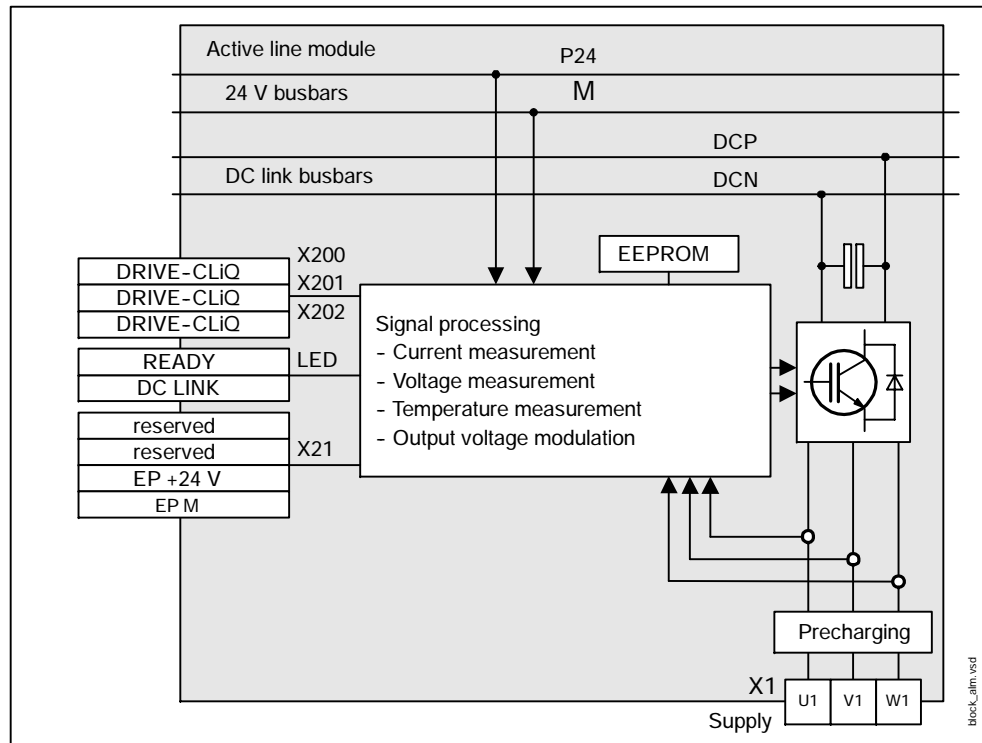 Active line module
P24
24 V busbars
M
DCP
DC link busbars
DCN
X200
EEPROM
DRIVE-CLiQ
X201
DRIVE-CLiQ
X202
DRIVE-CLiQ
Signal processing
- Current measurement
- Voltage measurement
- Temperature measurement
- Output voltage modulation
READY
LED
DC LINK
reserved
reserved
X21
EP +24 V
EP M
Precharging
X1
U1
V1
W1
Supply
block_alm.vsd